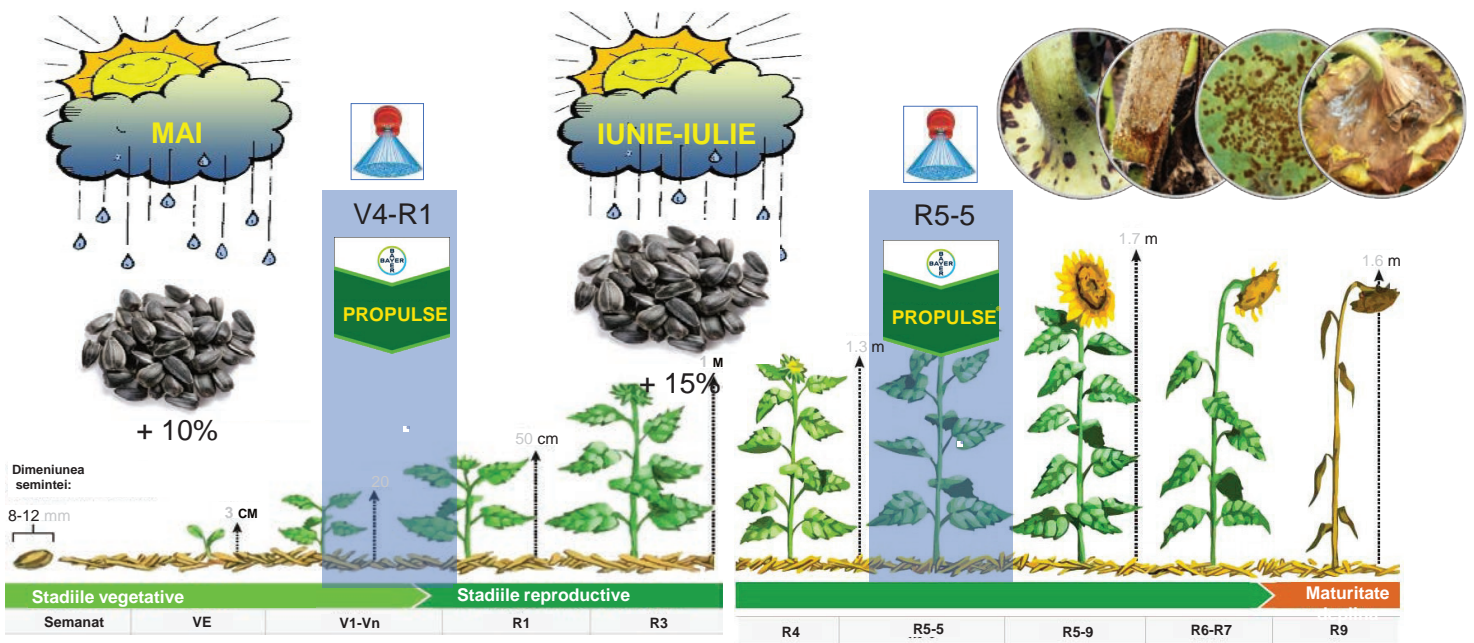 MAI
IUNIE-IULIE
V4-R1
R5-5
BAYER
BAYER
PROPULSE
BAYER
BAYER
PROPULSE
+ 10%
+ 15%
Dimeniunea
semintei:
8-12 mm
3 CM
20
50 cm
1 M
1.3 m
1.7 m
1.6 m
Stadiile vegetative
Stadiile reproductive
Maturitate
Semanat
VE
V1-Vn
R1
R3
R4
R5-5
R5-9
R6-R7
R9